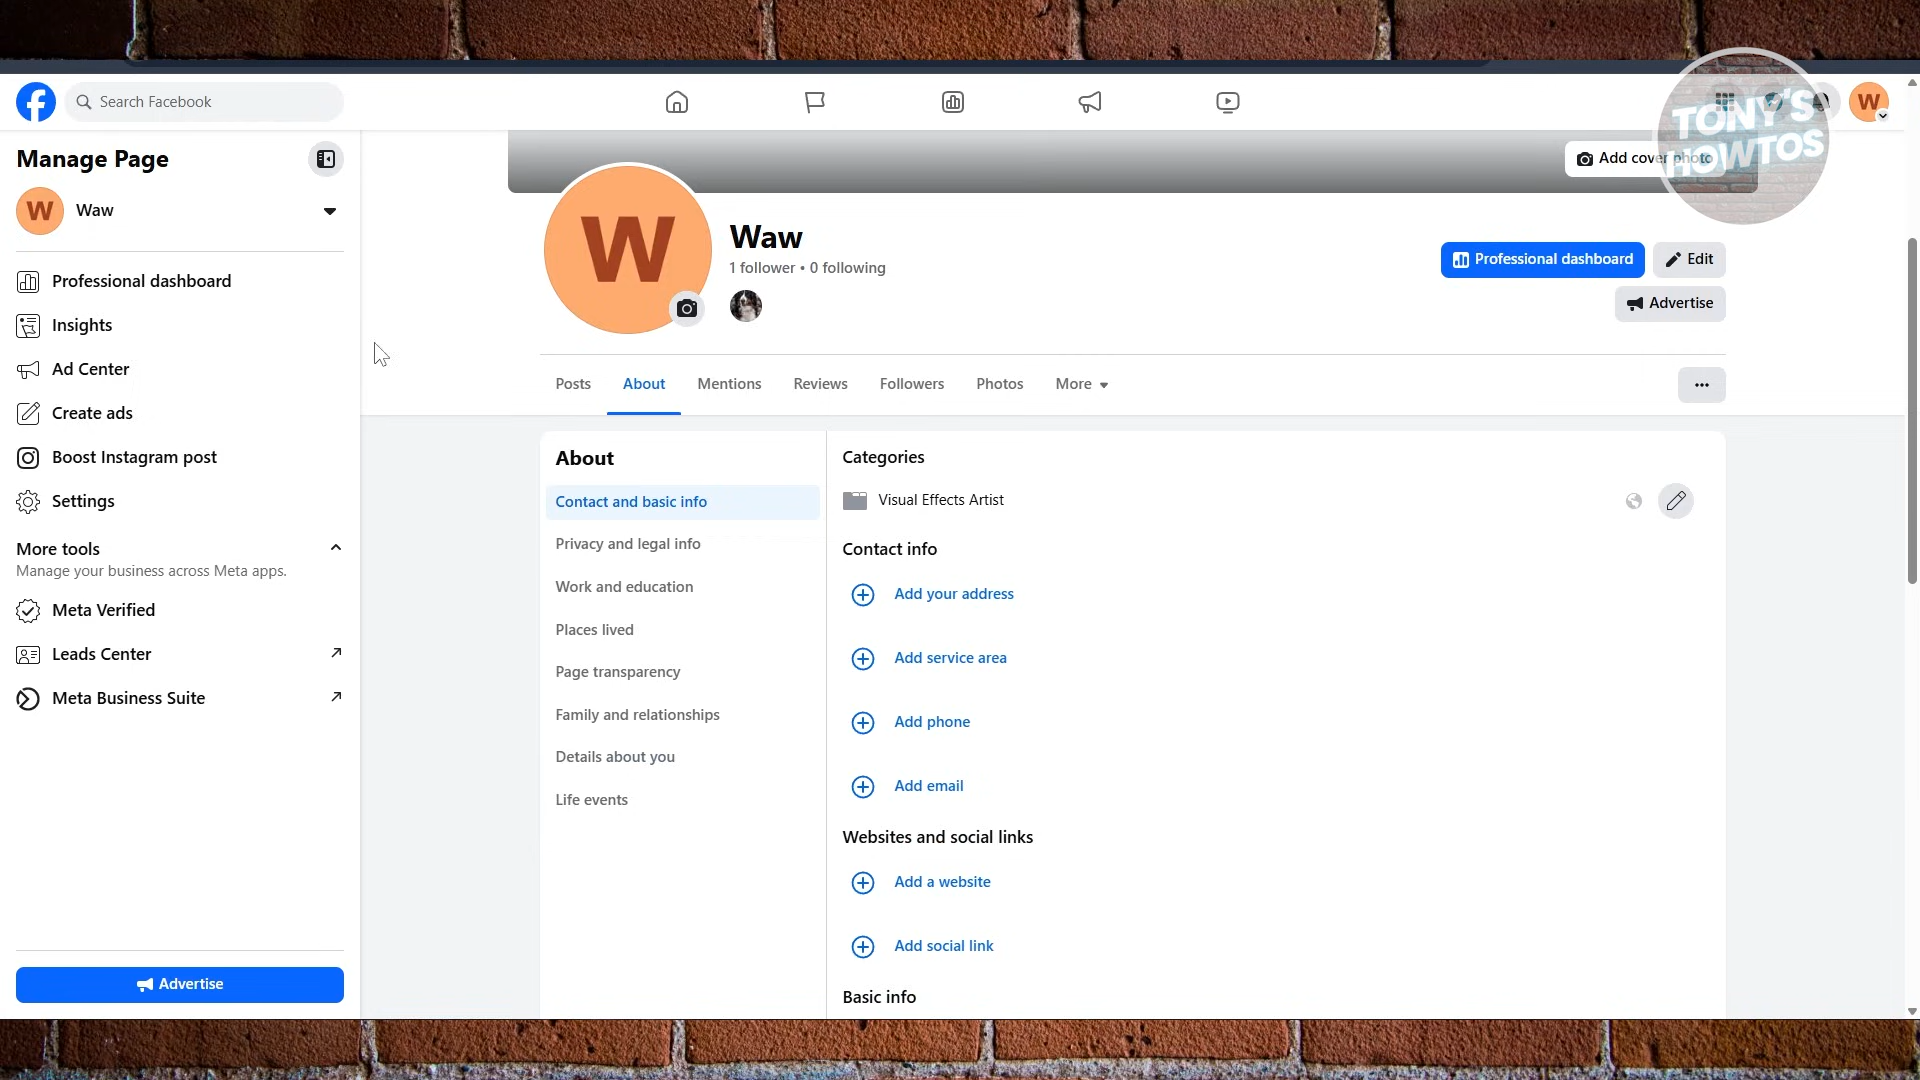 Search Facebook
W
TONY'S
HOWTOS
Manage Page
Add cover photo
W
Waw
W
Waw
1 follower • 0 following
Professional dashboard
Edit
Advertise
Professional dashboard
Insights
Ad Center
Create ads
Boost Instagram post
Settings
More tools
Manage your business across Meta apps.
Meta Verified
Leads Center
Meta Business Suite
Advertise
Posts
About
Mentions
Reviews
Followers
Photos
More
About
Contact and basic info
Privacy and legal info
Work and education
Places lived
Page transparency
Family and relationships
Details about you
Life events
Categories
Visual Effects Artist
Contact info
Add your address
Add service area
Add phone
Add email
Websites and social links
Add a website
Add social link
Basic info